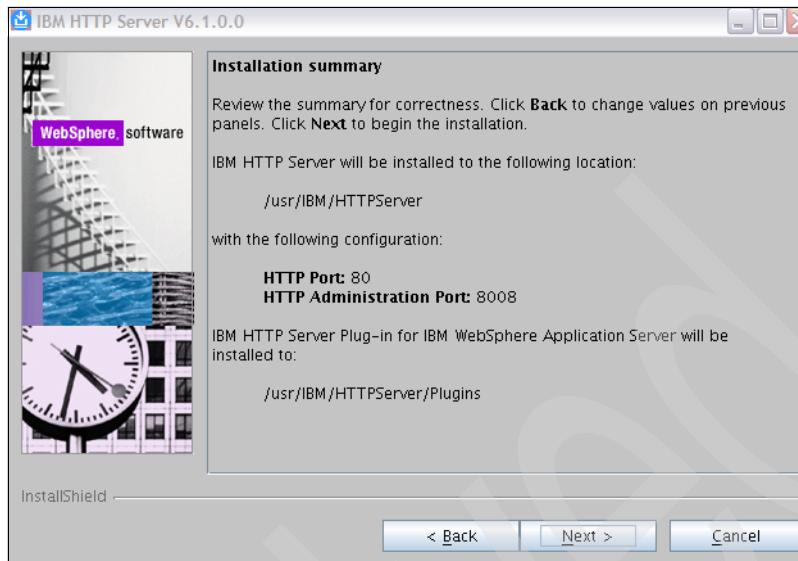 IBM HTTP Server V6.1.0.0
WebSphere. software
Installation summary
Review the summary for correctness. Click Back to change values on previous
panels. Click Next to begin the installation.
IBM HTTP Server will be installed to the following location:
/usr/IBM/HTTPServer
with the following configuration:
HTTP Port: 80
HTTP Administration Port: 8008
IBM HTTP Server Plug-in for IBM WebSphere Application Server will be
installed to:
/usr/IBM/HTTPServer/Plugins
InstallShield
< Back
Next >
Cancel